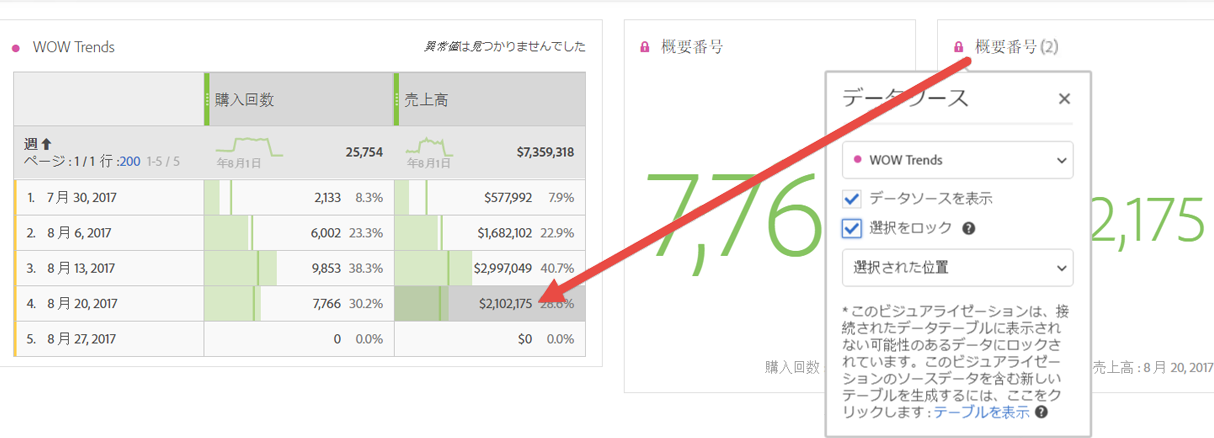 WOW Trends
異常値は見つかりませんでした
購入回数
売上高
週
ページ : 1 / 1 行 :200 1-5 / 5
年8月1日
25,754
年8月1日
$7,359,318
1. 7 月 30, 2017 2,133 8.3% $577,992 7.9%
2. 8 月 6, 2017 6,002 23.3% $1,682,102 22.9%
3. 8 月 13, 2017 9,853 38.3% $2,997,049 40.7%
4. 8 月 20, 2017 7,766 30.2% $2,102,175 28.6%
5. 8 月 27, 2017 0 0.0% $0 0.0%
概要番号
7,76
購入回数
概要番号 (2)
2,175
売上高 : 8 月 20, 2017
データソース
WOW Trends
データソースを表示
選択をロック
選択された位置
* このビジュアライゼーションは、接
続されたデータテーブルに表示され
ない可能性のあるデータにロックさ
れています。このビジュアライゼー
ションのソースデータを含む新しい
テーブルを生成するには、ここをク
リックします : テーブルを表示